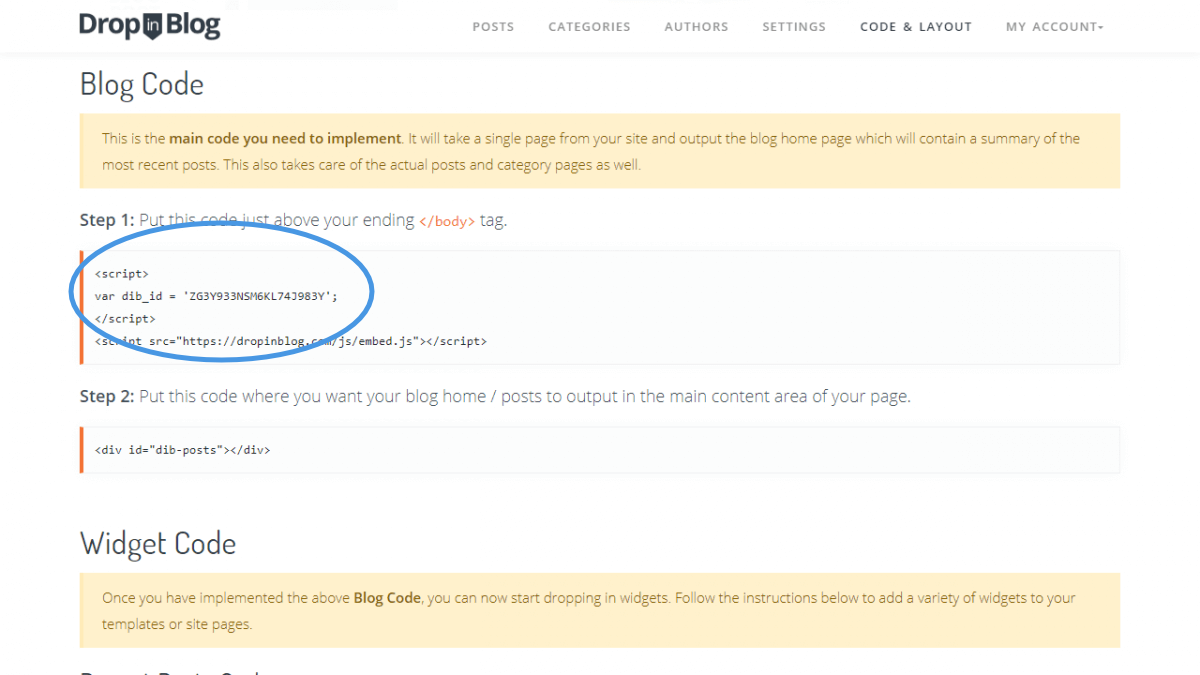 Drop in Blog
POSTS CATEGORIES AUTHORS SETTINGS CODE & LAYOUT MY ACCOUNT
Blog Code
This is the main code you need to implement. It will take a single page from your site and output the blog home page which will contain a summary of the
most recent posts. This also takes care of the actual posts and category pages as well.
Step 1: Put this code just above your ending </body> tag.
<script>
var dib_id = 'ZG3Y933NSM6KL74J983Y';
</script>
<script src="https://dropinblog.com/js/embed.js"></script>
Step 2: Put this code where you want your blog home / posts to output in the main content area of your page.
<div id="dib-posts"></div>
Widget Code
Once you have implemented the above Blog Code, you can now start dropping in widgets. Follow the instructions below to add a variety of widgets to your
templates or site pages.